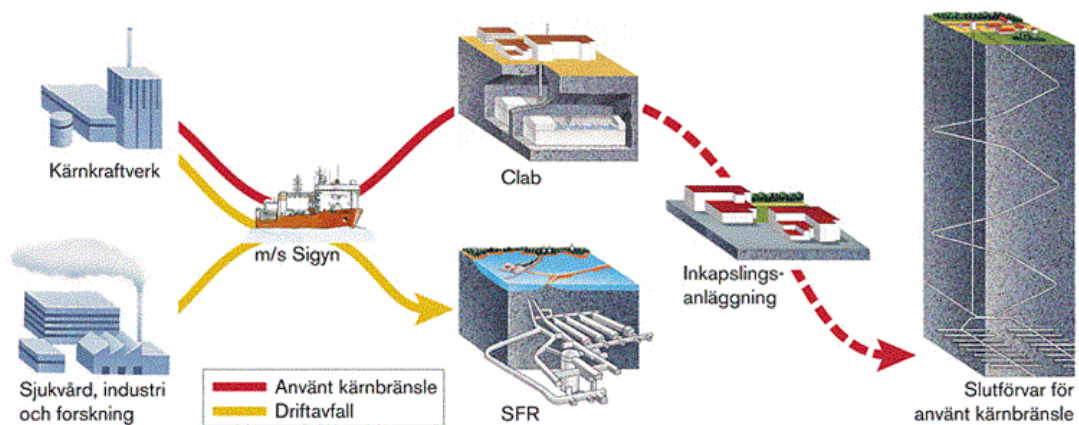 Kärnkraftverk
m/s Sigyn
Clab
Inkapslings-
anläggning
Sjukvård, industri
och forskning
Använt kärnbränsle
Driftavfall
SFR
Slutförvar för
använt kärnbränsle